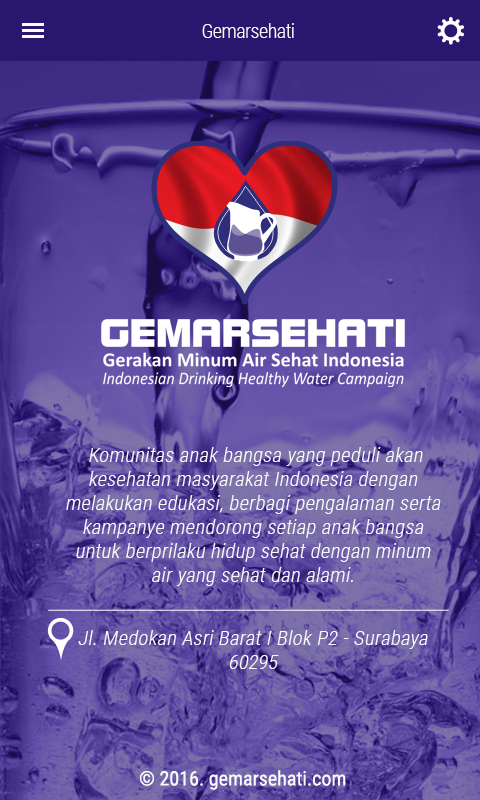 Gemarsehati
GEMARSEHATI
Gerakan Minum Air Sehat Indonesia
Indonesian Drinking Healthy Water Campaign
Komunitas anak bangsa yang peduli akan
kesehatan masyarakat Indonesia dengan
melakukan edukasi, berbagi pengalaman serta
kampanye mendorong setiap anak bangsa
untuk berprilaku hidup sehat dengan minum
air yang sehat dan alami.
Jl. Medokan Asri Barat I Blok P2 - Surabaya
60295
© 2016. gemarsehati.com